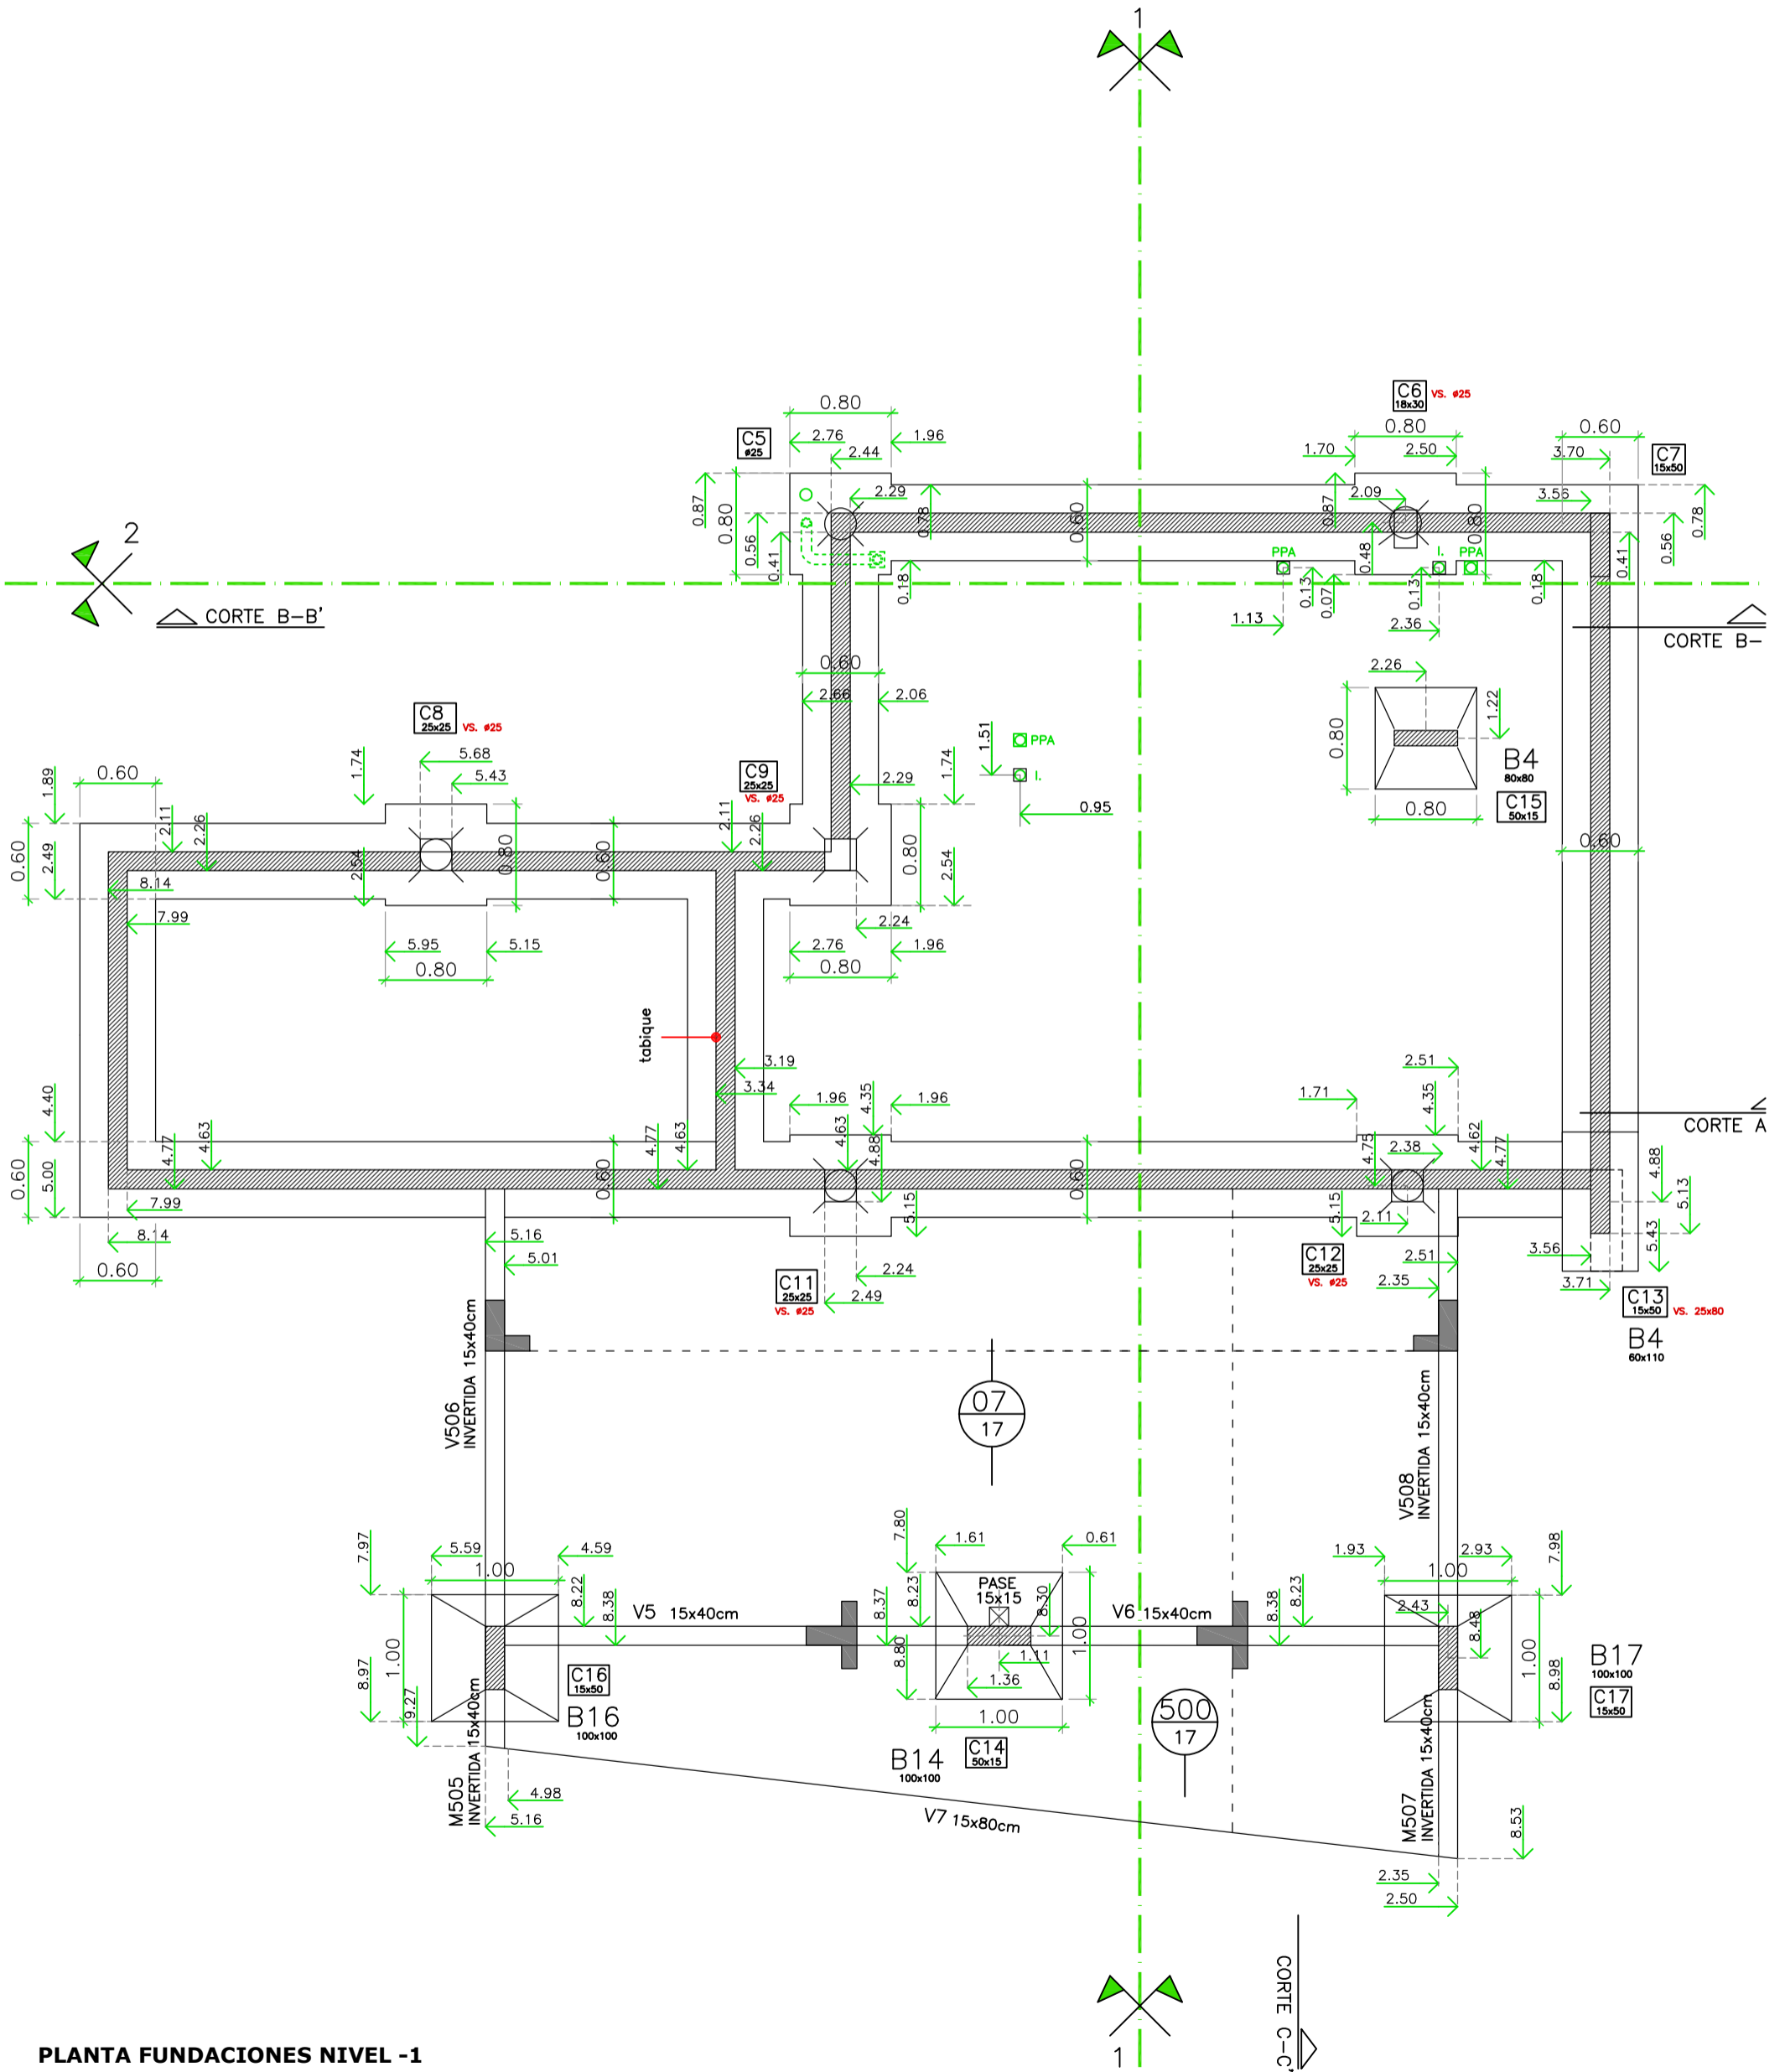 1
2
CORTE B-B'
CORTE B-
CORTE A
CORTE C-C'
1
0.80
2.76
1.96
2.44
C5
ø25
2.29
0.87
0.80
0.56
0.41
0.78
0.18
0.60
C6
18x30
VS. ø25
0.80
1.70
2.50
0.87
2.09
0.48
0.80
PPA
I.
PPA
0.13
0.07
0.13
0.18
1.13
2.36
0.60
3.70
C7
15x50
3.56
0.78
0.56
0.41
0.60
2.66
2.06
2.26
1.22
0.80
B4
80x80
C15
50x15
0.80
1.51
PPA
I.
0.95
C8
25x25
VS. ø25
5.68
5.43
1.74
0.60
1.89
2.11
2.26
0.60
2.49
2.54
0.80
0.60
8.14
7.99
5.95
5.15
0.80
C9
25x25
VS. ø25
2.11
2.26
2.29
1.74
0.80
2.54
2.24
2.76
1.96
0.80
0.60
tabique
3.19
3.34
1.96
4.35
1.96
2.51
1.71
4.35
4.40
4.77
4.63
4.77
4.63
4.63
4.88
4.75
2.38
4.62
4.77
0.60
5.00
0.60
0.60
7.99
8.14
0.60
5.16
5.01
5.15
2.24
C11
25x25
VS. ø25
2.49
5.15
2.11
C12
25x25
VS. ø25
2.51
2.35
4.88
5.13
5.43
3.56
3.71
C13
15x50
VS. 25x80
B4
60x110
V506
INVERTIDA 15x40cm
07
17
V508
INVERTIDA 15x40cm
7.97
5.59
4.59
1.00
8.22
8.38
V5 15x40cm
1.00
8.97
9.27
C16
15x50
B16
100x100
M505
INVERTIDA 15x40cm
4.98
5.16
7.80
1.61
0.61
8.37
8.23
PASE
15x15
8.30
1.00
8.80
1.11
1.36
1.00
B14
100x100
C14
50x15
V6 15x40cm
8.38
8.23
500
17
V7 15x80cm
1.93
2.93
7.98
1.00
2.43
8.48
1.00
8.98
B17
100x100
C17
15x50
M507
INVERTIDA 15x40cm
8.53
2.35
2.50
1
PLANTA FUNDACIONES NIVEL -1